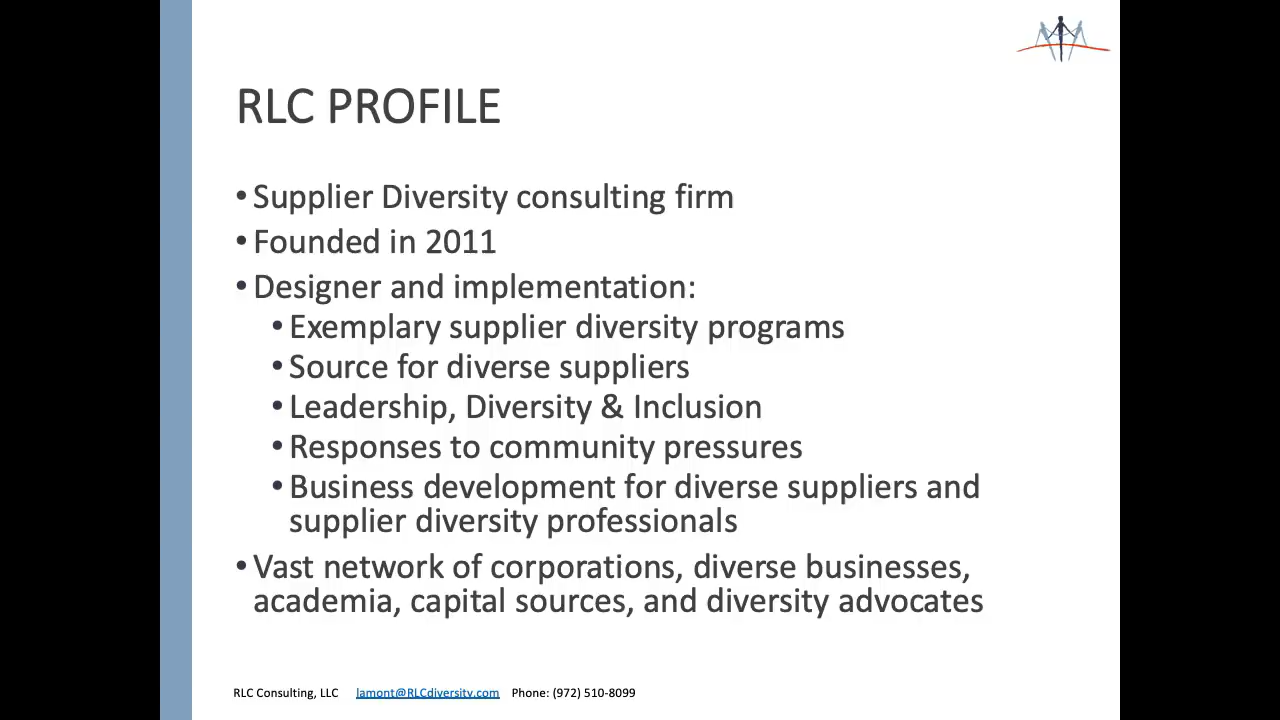 RLC PROFILE
• Supplier Diversity consulting firm
• Founded in 2011
• Designer and implementation:
• Exemplary supplier diversity programs
• Source for diverse suppliers
• Leadership, Diversity & Inclusion
• Responses to community pressures
• Business development for diverse suppliers and
supplier diversity professionals
• Vast network of corporations, diverse businesses,
academia, capital sources, and diversity advocates
RLC Consulting, LLC lamont@RLCdiversity.com Phone: (972) 510-8099